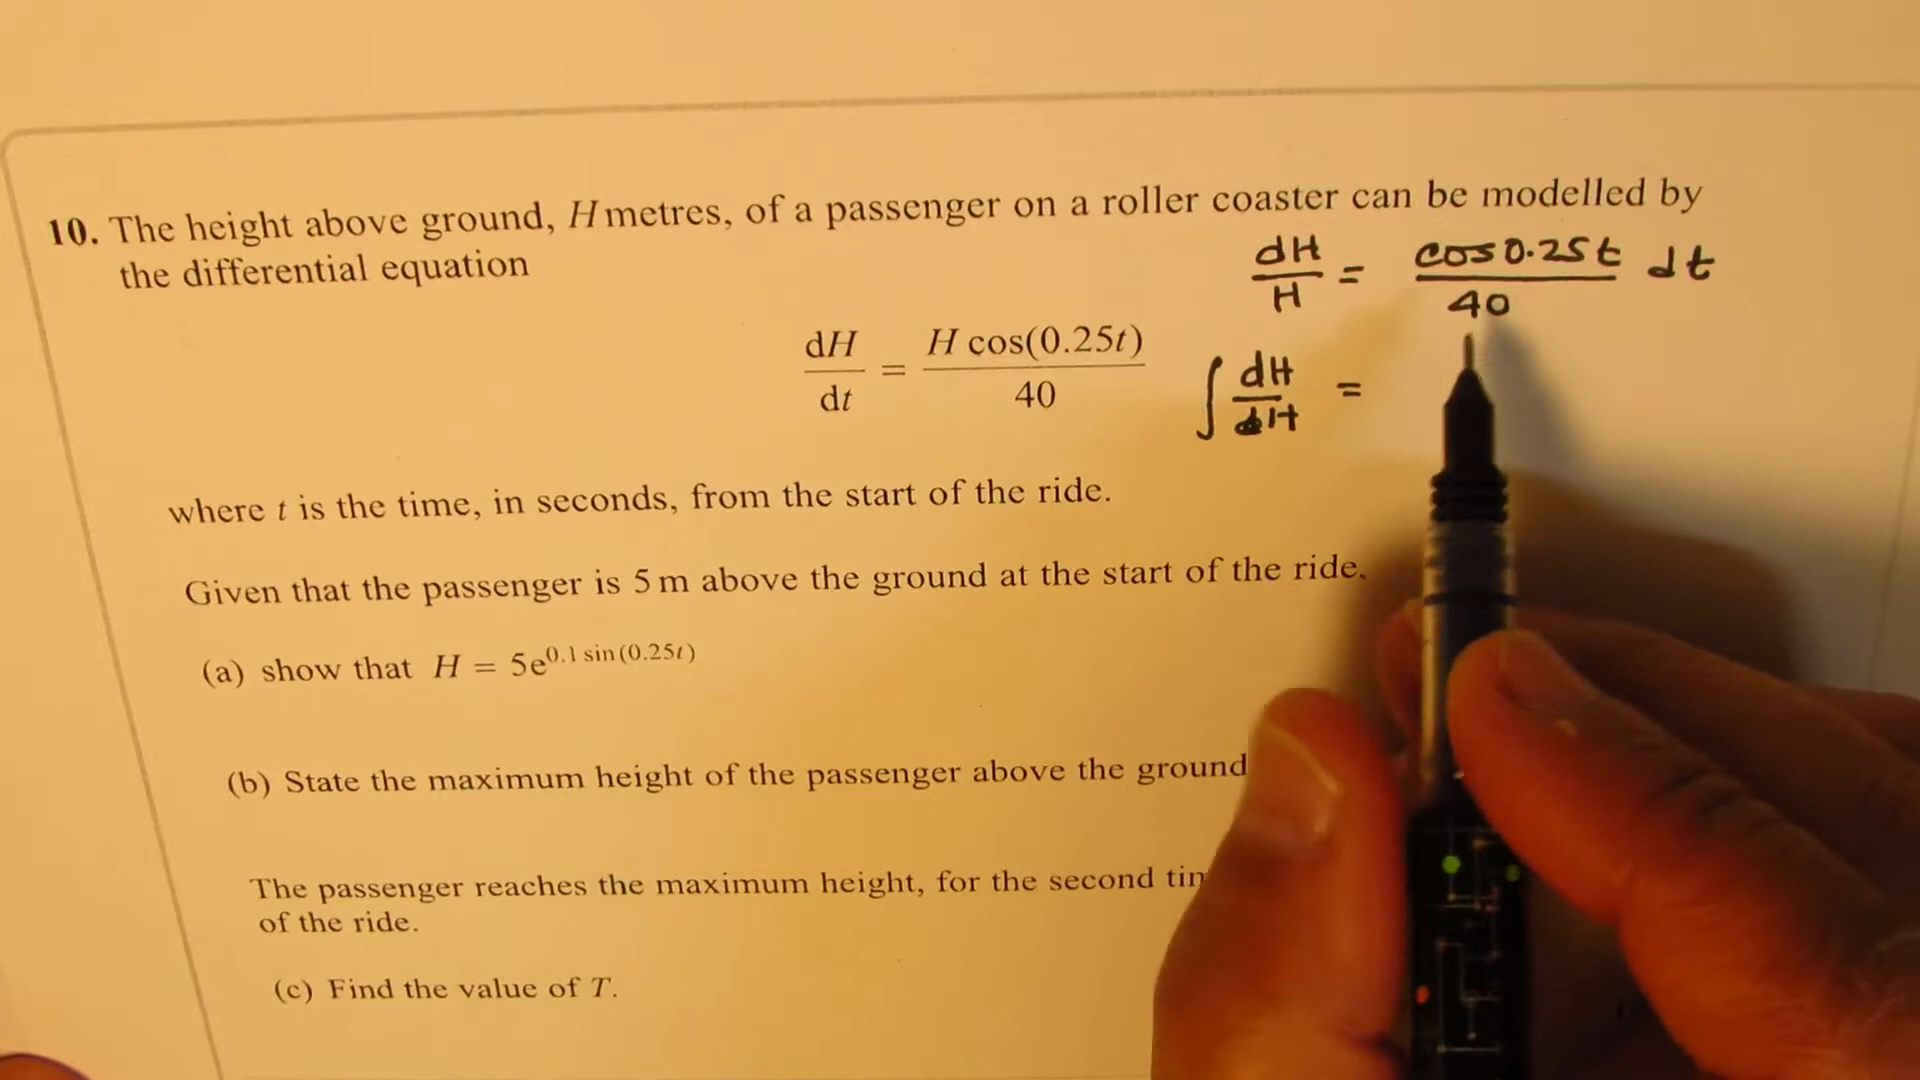 10. The height above ground, H metres, of a passenger on a roller coaster can be modelled by
the differential equation
dH/H = cos 0.25t/40 dt
dH/dt = H cos(0.25t)/40
∫ dH/dH =
where t is the time, in seconds, from the start of the ride.
Given that the passenger is 5 m above the ground at the start of the ride,
(a) show that H = 5e^0.1 sin(0.25t)
(b) State the maximum height of the passenger above the ground
The passenger reaches the maximum height, for the second
of the ride.
(c) Find the value of T.